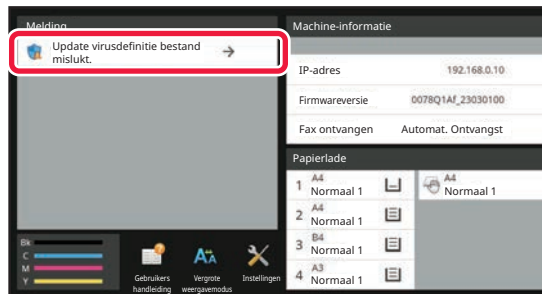 Melding
Update virusdefinitie bestand
mislukt.
Machine-informatie
IP-adres 192.168.0.10
Firmwareversie 0078Q1Af_23030100
Fax ontvangen Automat. Ontvangst
Papierlade
1 A4 Normaal 1
A4 Normaal 1
2 A4 Normaal 1
3 B4 Normaal 1
4 A3 Normaal 1
Bk
C
M
Y
Gebruikers
handleiding
Vergrote
weergavemodus
Instellingen